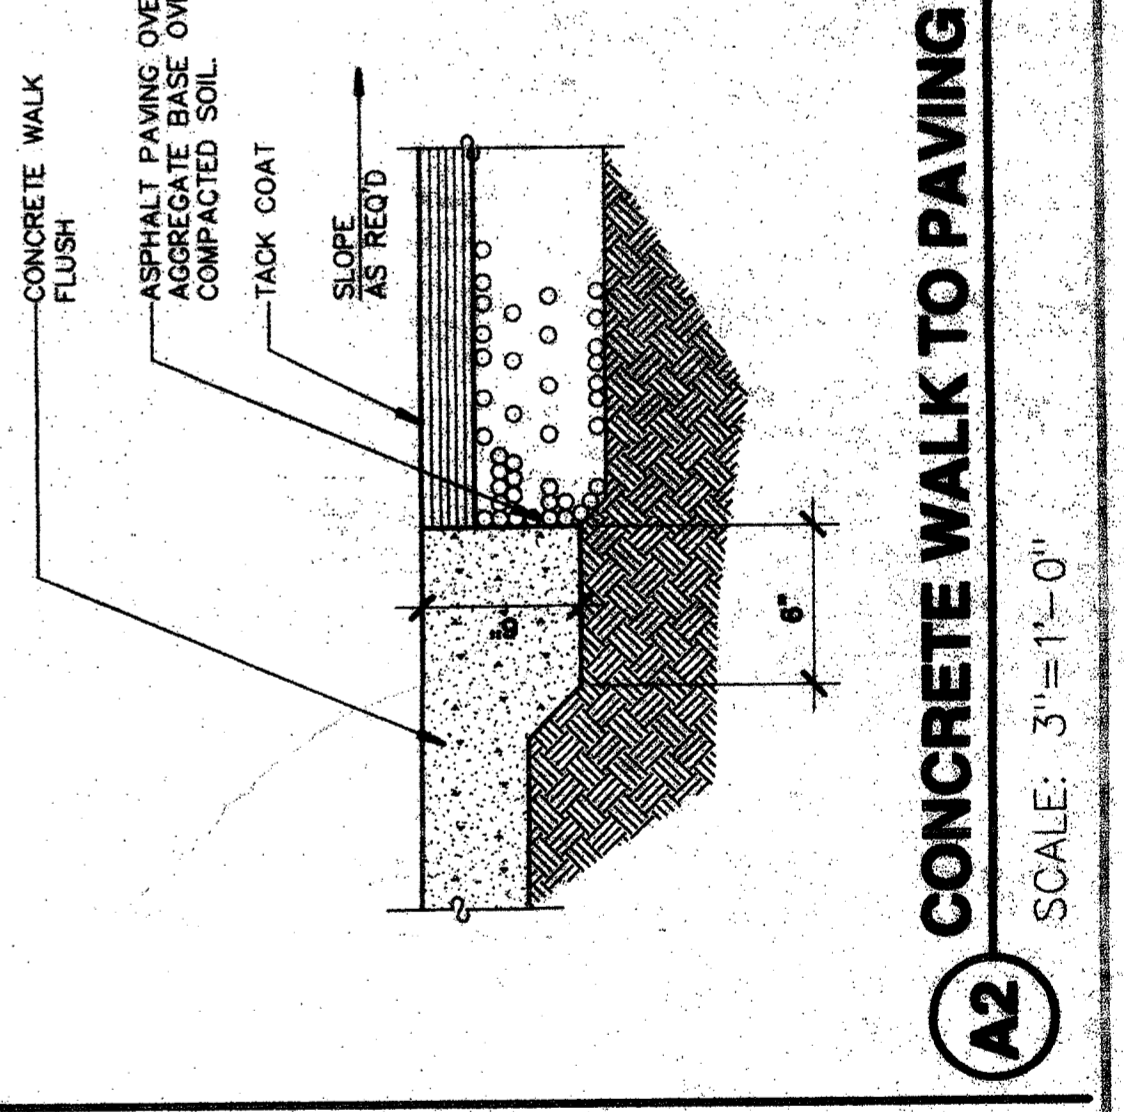 CONCRETE WALK
FLUSH
ASPHALT PAVING OVE
AGGREGATE BASE OV
COMPACTED SOIL.
TACK COAT
SLOPE
AS REQ'D
6"
6"
A2
CONCRETE WALK TO PAVING
SCALE: 3"=1'-0"